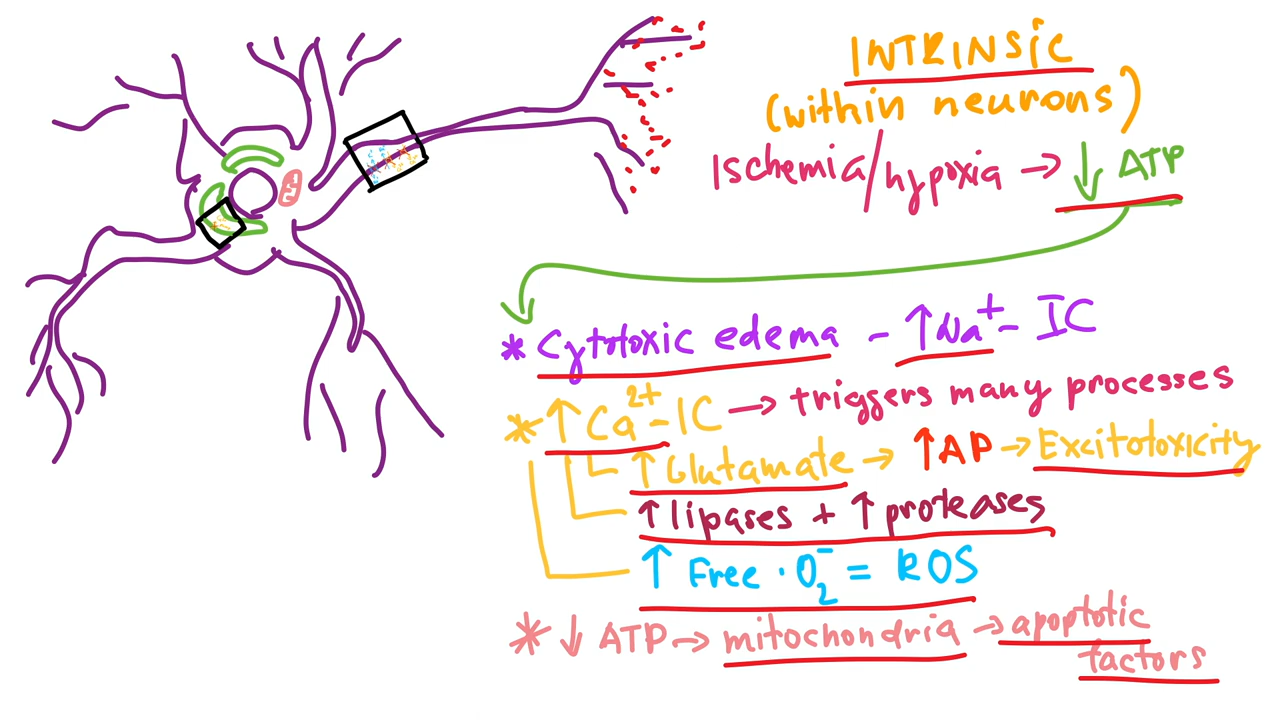 INTRINSIC
(within neurons)
Ischemia/hypoxia → ↓ ATP
* Cytotoxic edema - ↑Na⁺ - IC
* ↑ Ca²⁺ - IC → triggers many processes
↑ Glutamate → ↑AP → Excitotoxicity
↑ lipases + ↑ proteases
↑ Free · O₂⁻ = ROS
* ↓ ATP → mitochondria → apoptotic
factors